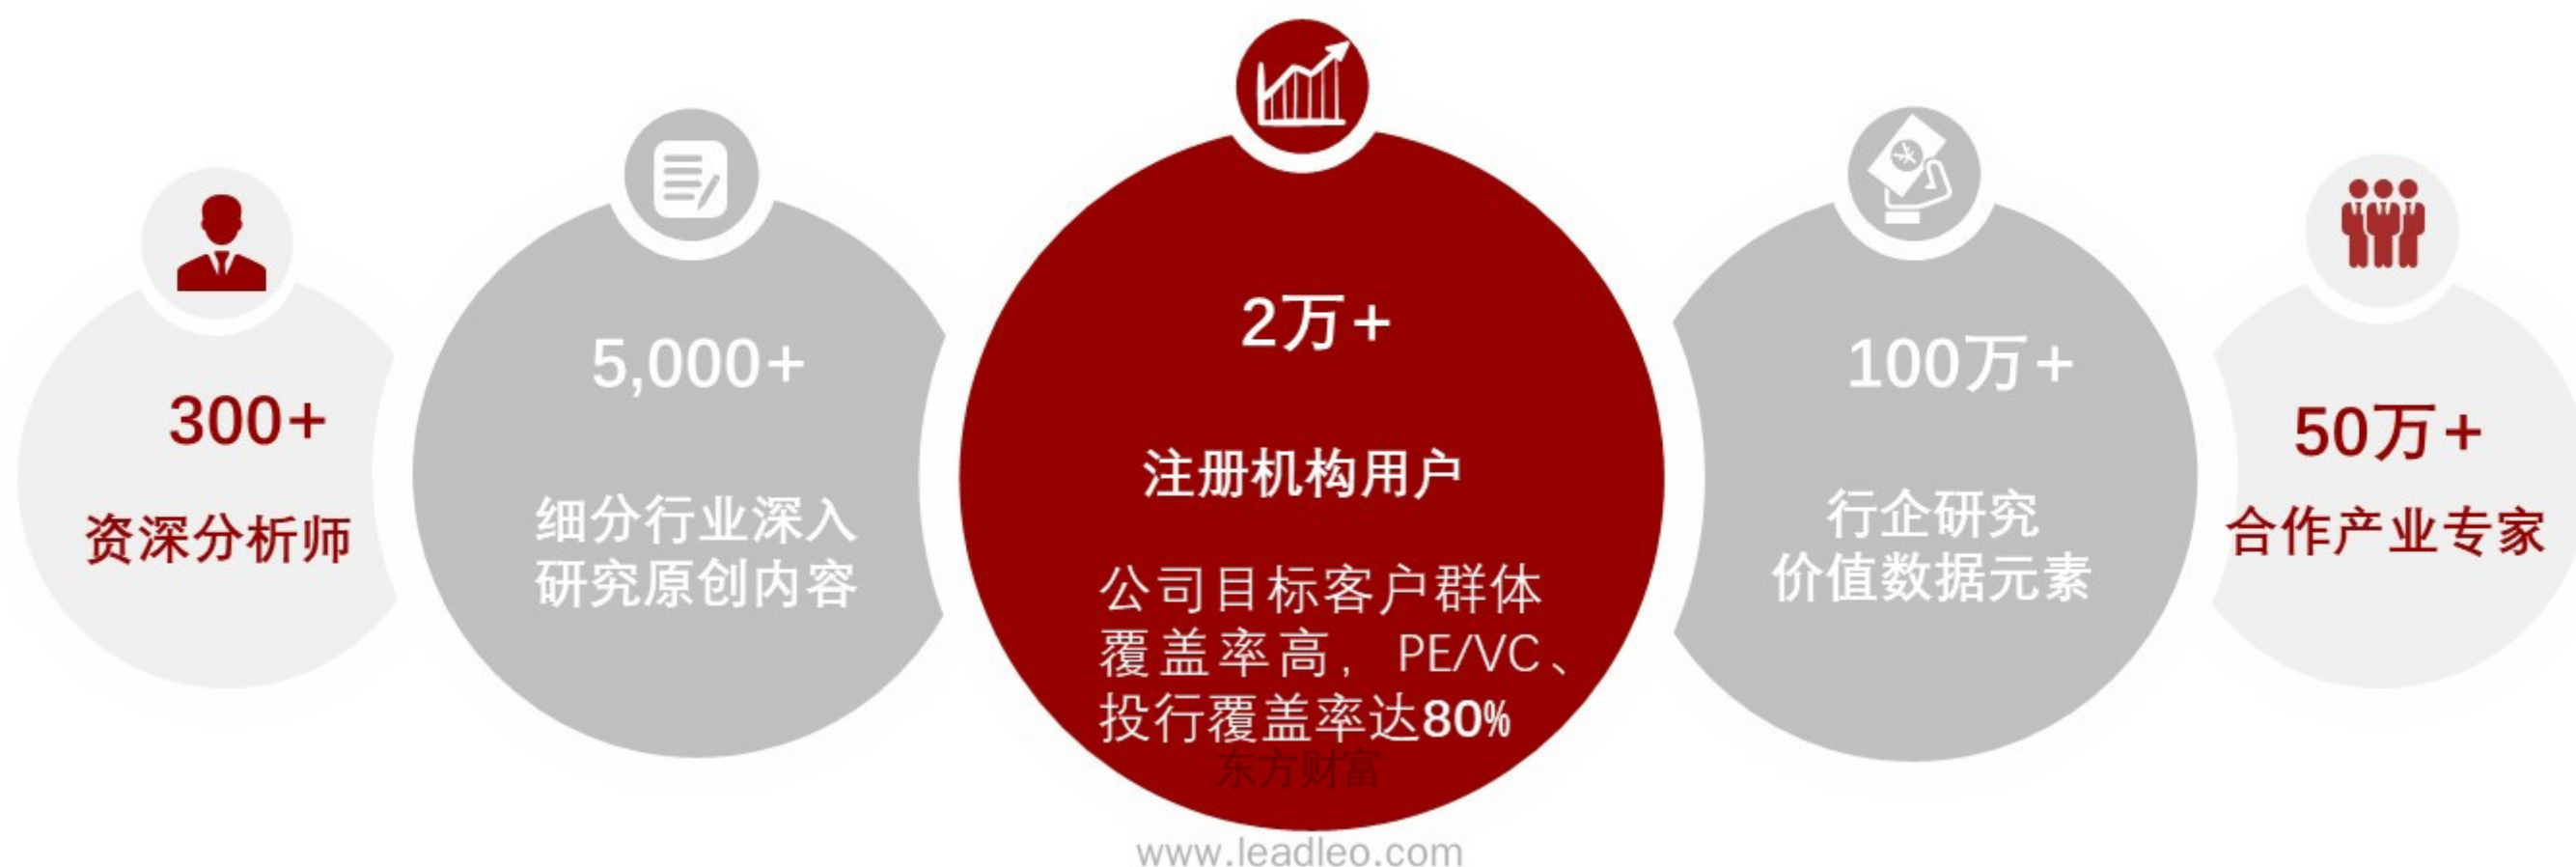 300+
资深分析师
5,000+
细分行业深入
研究原创内容
2万+
注册机构用户
公司目标客户群体
覆盖率高，PE/VC、
投行覆盖率达80%
东方财富
100万+
行企研究
价值数据元素
50万+
合作产业专家
www.leadleo.com